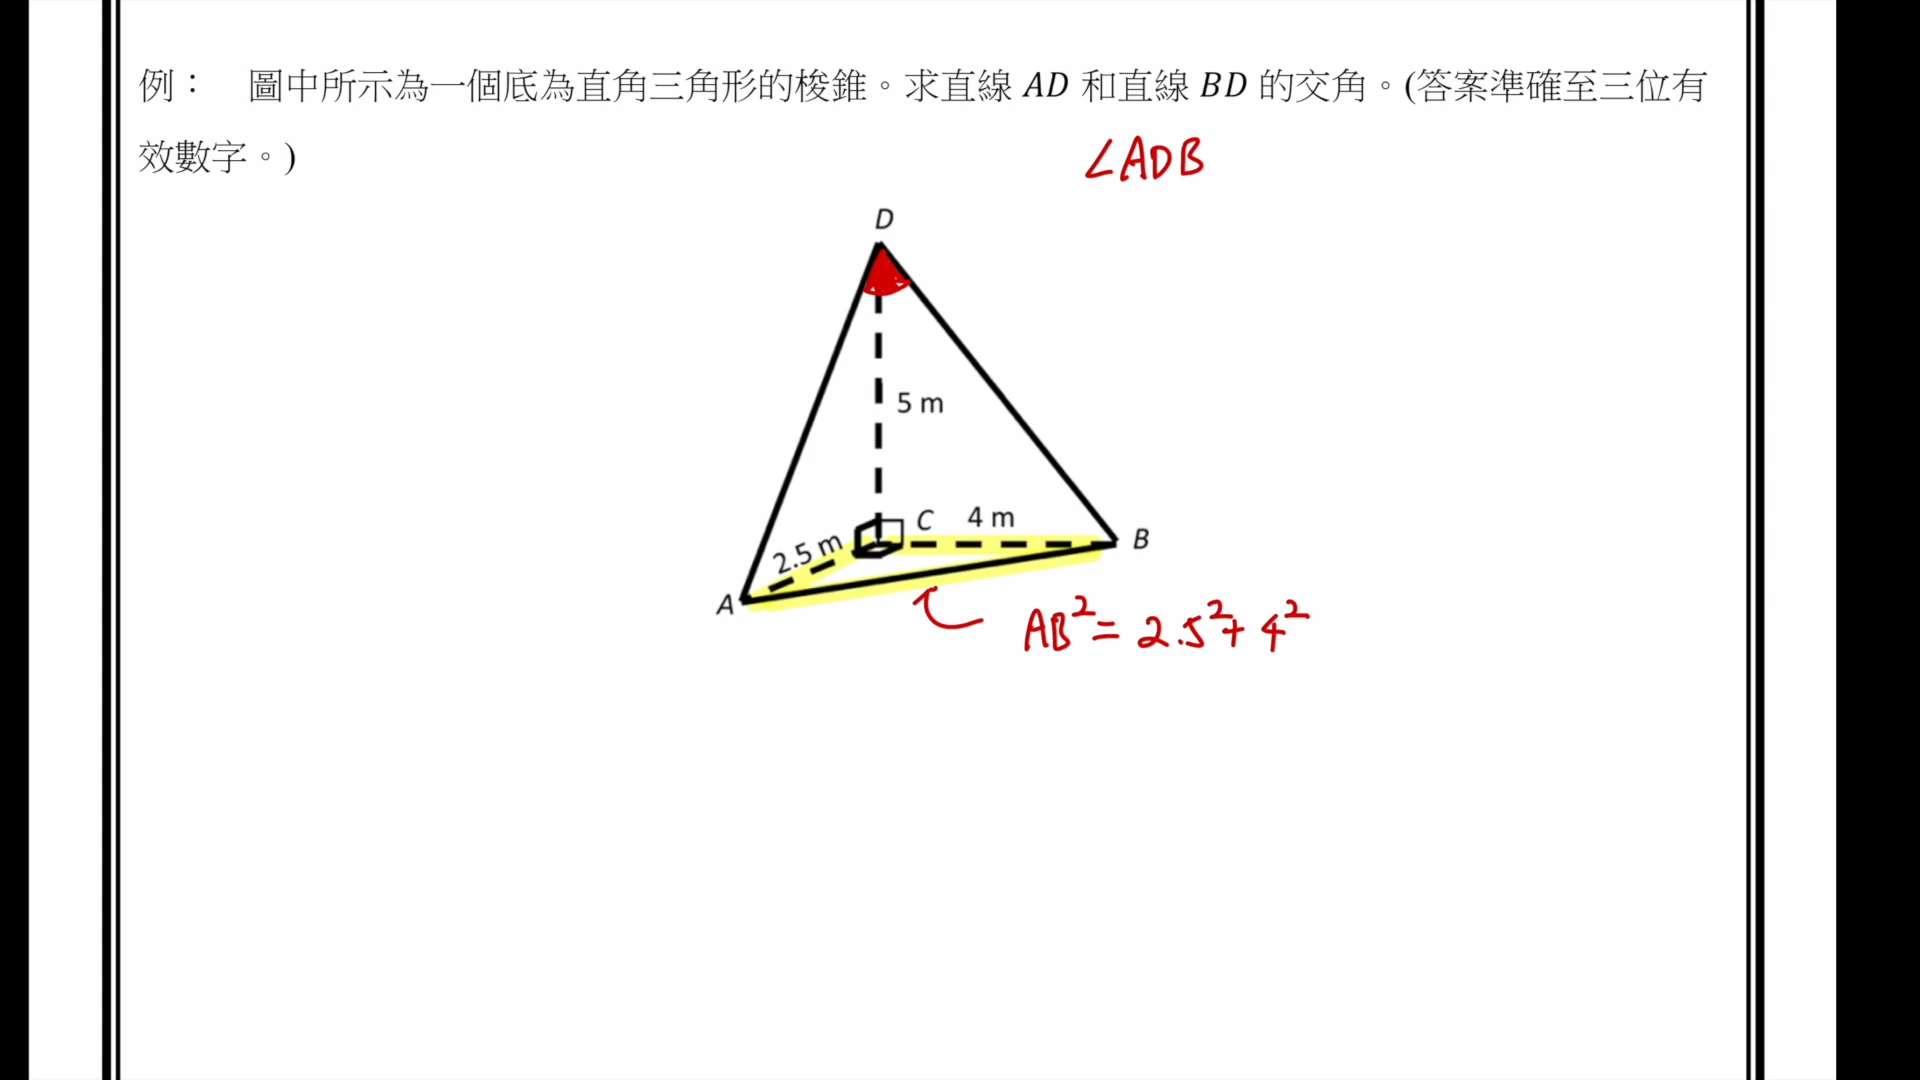 例：　圖中所示為一個底為直角三角形的梭錐。求直線 AD 和直線 BD 的交角。(答案準確至三位有
效數字。)
∠ADB
D
5 m
C
4 m
B
2.5 m
A
AB² = 2.5² + 4²